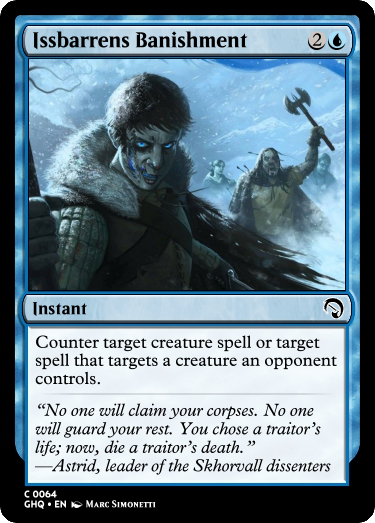 Issbarrens Banishment 2
Instant
Counter target creature spell or target
spell that targets a creature an opponent
controls.
“No one will claim your corpses. No one
will guard your rest. You chose a traitor’s
life; now, die a traitor’s death.”
—Astrid, leader of the Skhorvall dissenters
C 0064
GHQ • EN Marc Simonetti